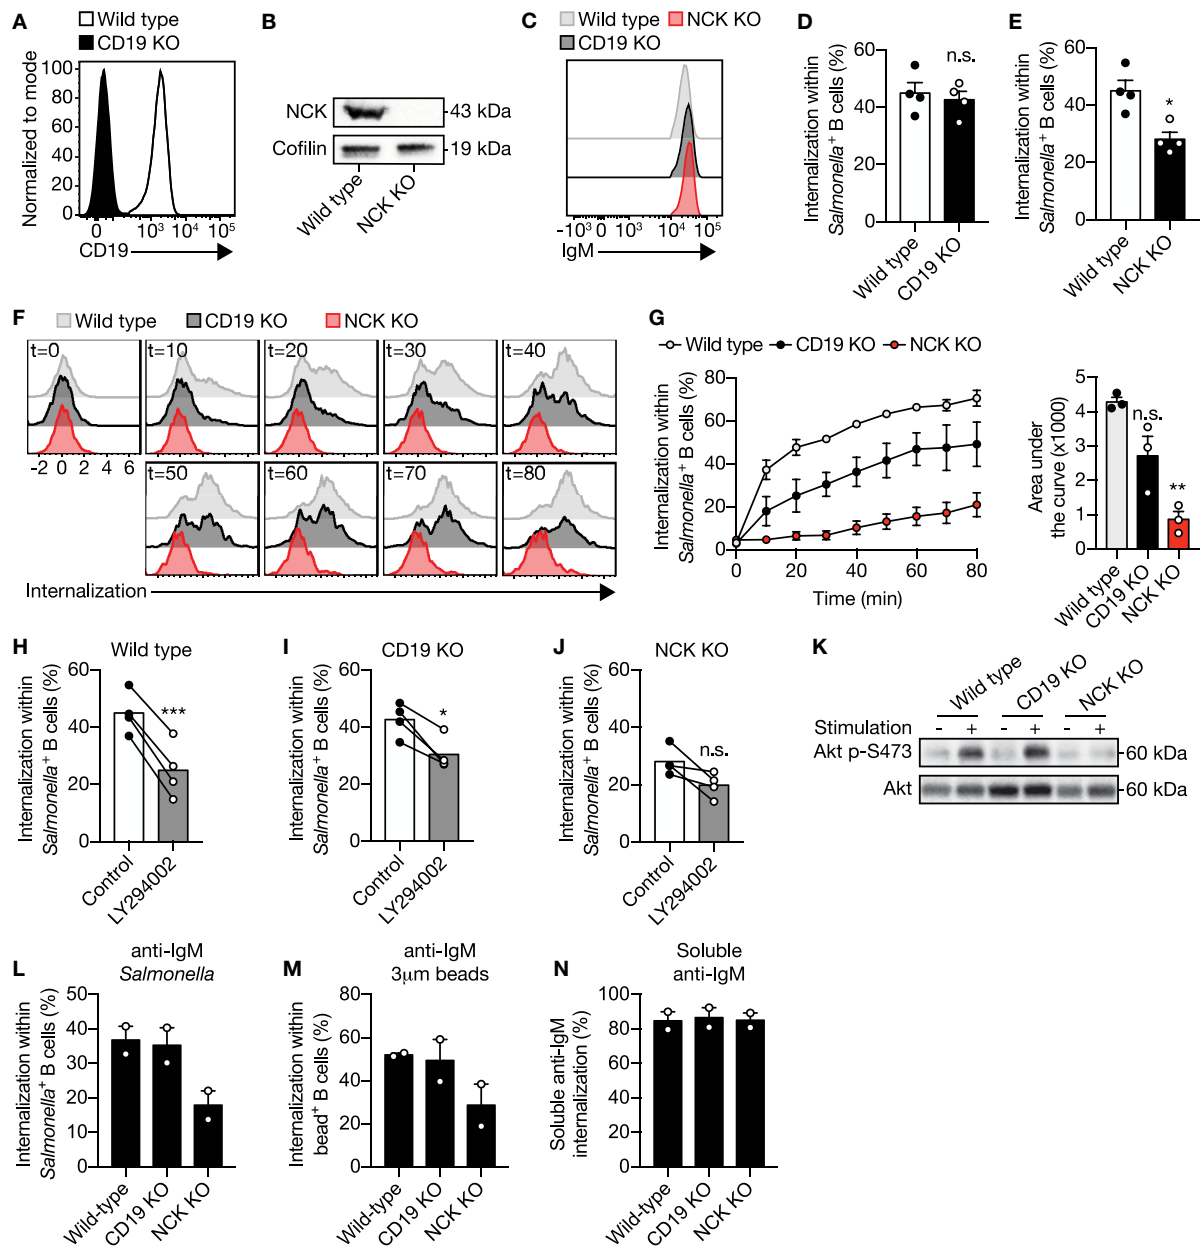 A
Wild type
CD19 KO
Normalized to mode
100
80
60
40
20
0
0 10³ 10⁴ 10⁵
CD19
B
NCK
43 kDa
Cofilin
19 kDa
Wild type
NCK KO
C
Wild type
NCK KO
CD19 KO
-10³ 0 10³ 10⁴ 10⁵
IgM
D
Internalization within
Salmonella⁺ B cells (%)
60
40
20
0
n.s.
Wild type
CD19 KO
E
Internalization within
Salmonella⁺ B cells (%)
60
40
20
0
*
Wild type
NCK KO
F
Wild type
CD19 KO
NCK KO
t=0
t=10
t=20
t=30
t=40
-2 0 2 4 6
t=50
t=60
t=70
t=80
Internalization
G
Wild type
CD19 KO
NCK KO
Internalization within
Salmonella⁺ B cells (%)
80
60
40
20
0
0 20 40 60 80
Time (min)
Area under
the curve (x1000)
5
4
3
2
1
0
n.s.
**
Wild type
CD19 KO
NCK KO
H
Wild type
Internalization within
Salmonella⁺ B cells (%)
60
40
20
0
***
Control
LY294002
I
CD19 KO
Internalization within
Salmonella⁺ B cells (%)
60
40
20
0
*
Control
LY294002
J
NCK KO
Internalization within
Salmonella⁺ B cells (%)
60
40
20
0
n.s.
Control
LY294002
K
Wild type
CD19 KO
NCK KO
Stimulation - + - + - +
Akt p-S473
60 kDa
Akt
60 kDa
L
anti-IgM
Salmonella
Internalization within
Salmonella⁺ B cells (%)
50
40
30
20
10
0
Wild-type
CD19 KO
NCK KO
M
anti-IgM
3μm beads
Internalization within
bead⁺ B cells (%)
80
60
40
20
0
Wild-type
CD19 KO
NCK KO
N
Soluble
anti-IgM
Soluble anti-IgM
internalization (%)
100
80
60
40
20
0
Wild-type
CD19 KO
NCK KO